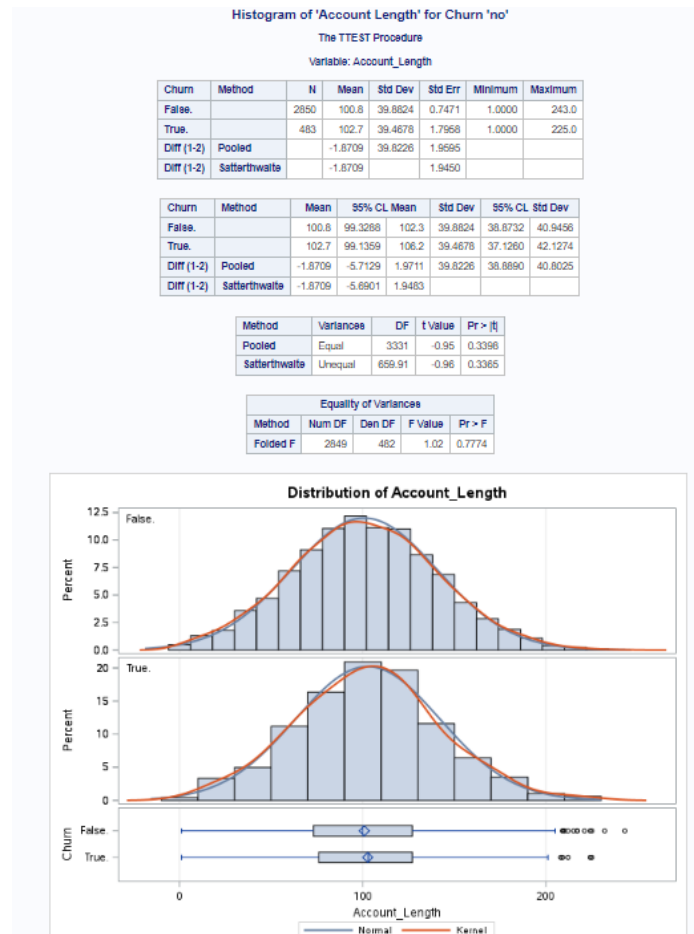 Histogram of 'Account Length' for Churn 'no'
The TTEST Procedure
Variable: Account_Length
Churn Method N Mean Std Dev Std Err Minimum Maximum
False. 2850 100.8 39.8824 0.7471 1.0000 243.0
True. 483 102.7 39.4678 1.7958 1.0000 225.0
Diff (1-2) Pooled -1.8709 39.8226 1.9595
Diff (1-2) Satterthwaite -1.8709 1.9450
Churn Method Mean 95% CL Mean Std Dev 95% CL Std Dev
False. 100.8 99.3288 102.3 39.8824 38.8732 40.9456
True. 102.7 99.1359 106.2 39.4678 37.1260 42.1274
Diff (1-2) Pooled -1.8709 -5.7129 1.9711 39.8226 38.8890 40.8025
Diff (1-2) Satterthwaite -1.8709 -5.6901 1.9483
Method Variances DF t Value Pr > |t|
Pooled Equal 3331 -0.95 0.3398
Satterthwaite Unequal 659.91 -0.96 0.3365
Equality of Variances
Method Num DF Den DF F Value Pr > F
Folded F 2849 482 1.02 0.7774
Distribution of Account_Length
False.
12.5
10.0
7.5
5.0
2.5
0.0
Percent
True.
20
15
10
5
0
Percent
Churn
False.
True.
0 100 200
Account_Length
Normal Kernel